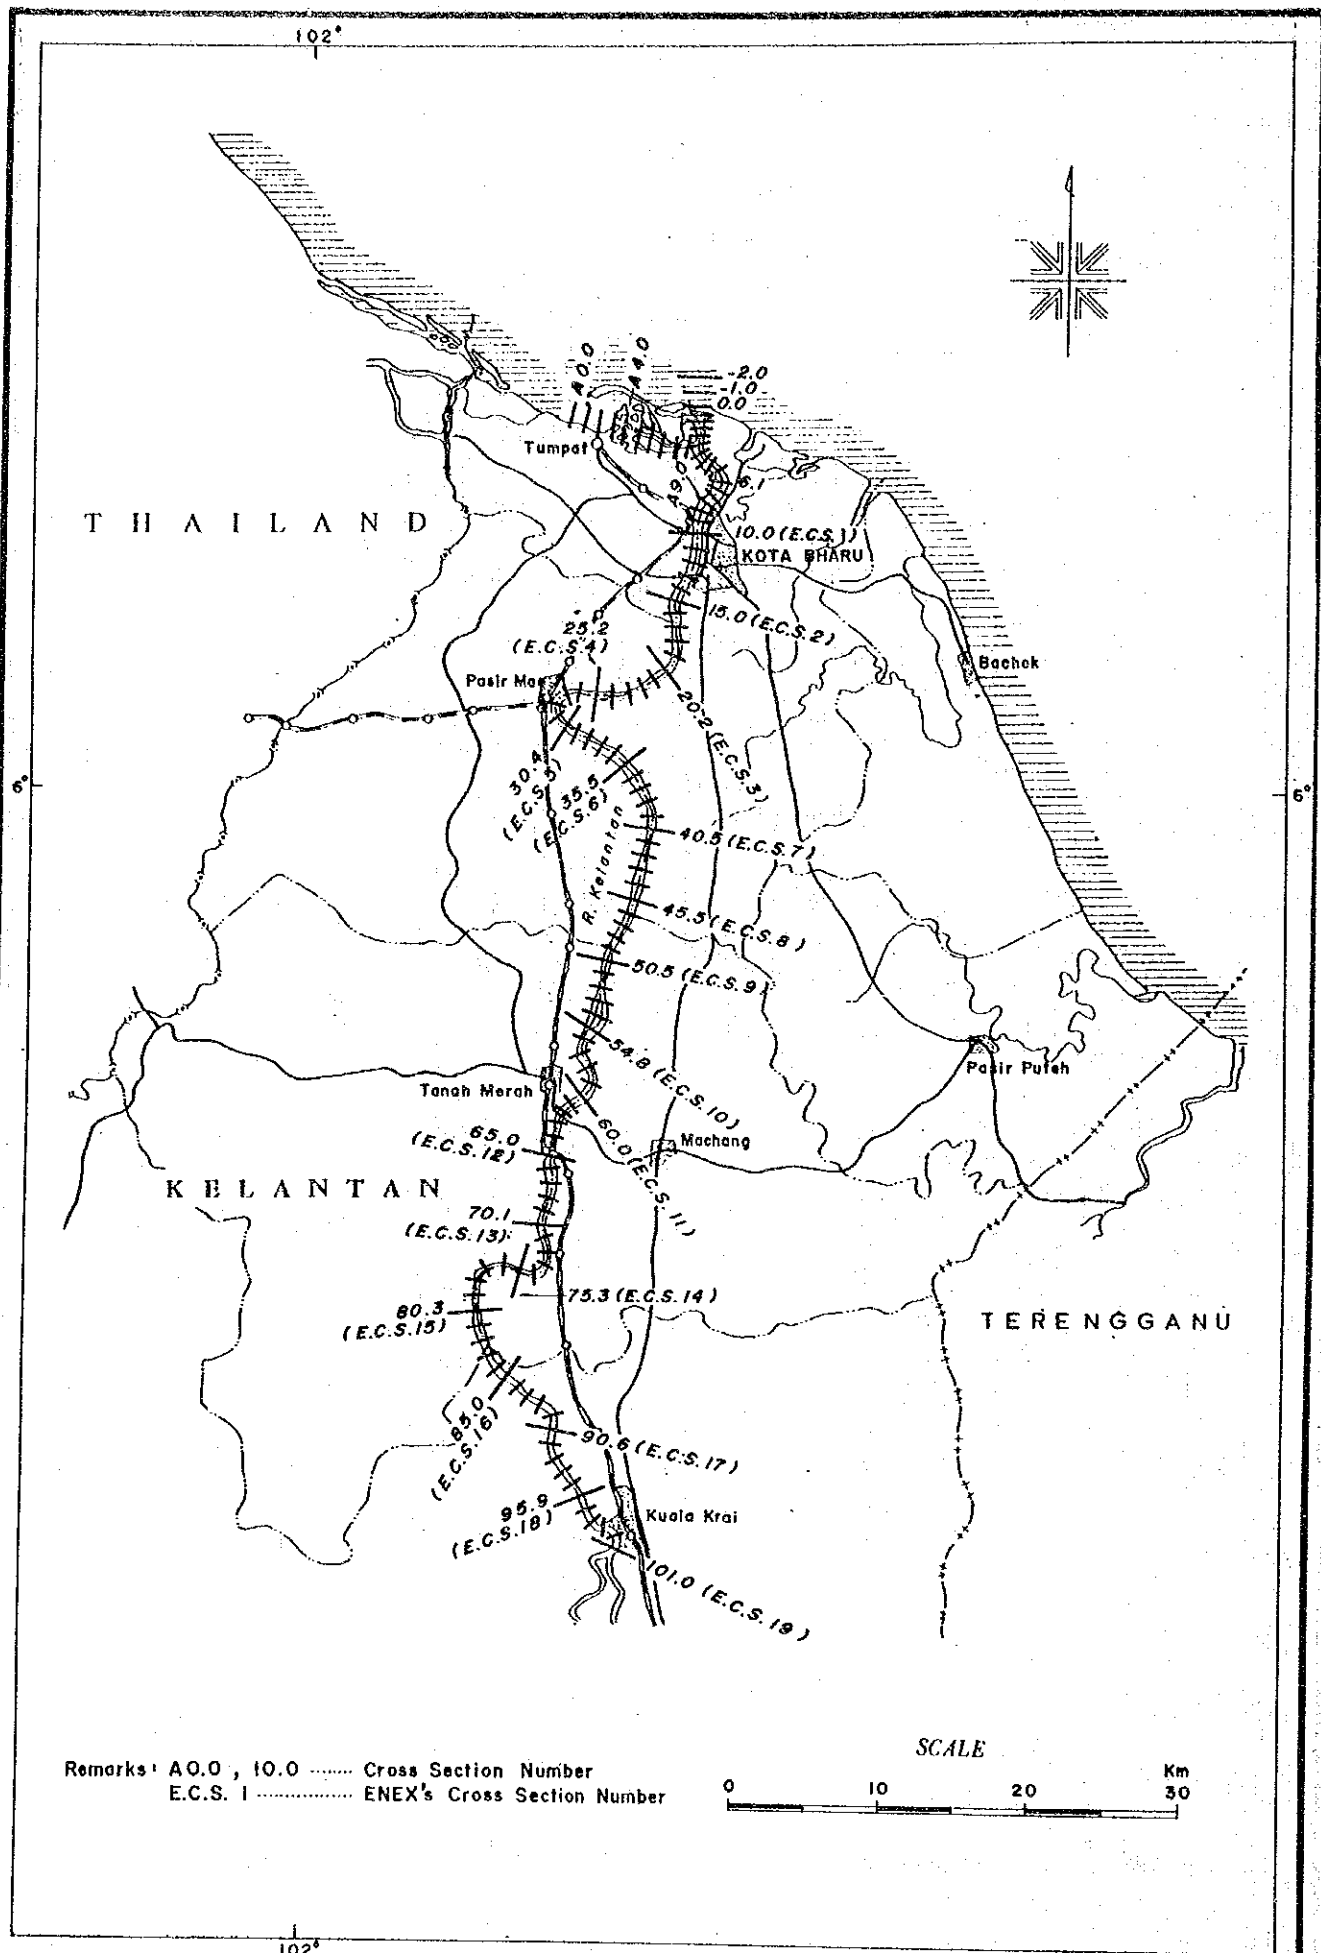 102°
A 0.0
A 4.0
-2.0
-1.0
0.0
Tumpat
A9.0
6.1
THAILAND
10.0 (E.C.S.1)
KOTA BHARU
15.0 (E.C.S.2)
25.2
(E.C.S.4)
Bachok
Pasir Mas
20.2 (E.C.S.3)
30.4
(E.C.S.5)
35.5
(E.C.S.6)
6°
6°
R. Kelantan
40.5 (E.C.S.7)
45.5 (E.C.S.8)
50.5 (E.C.S.9)
54.8 (E.C.S.10)
Pasir Puteh
Tanah Merah
60.0 (E.C.S.11)
65.0
(E.C.S.12)
Machang
KELANTAN
70.1
(E.C.S.13)
75.3 (E.C.S.14)
80.3
(E.C.S.15)
TERENGGANU
85.0
(E.C.S.16)
90.6 (E.C.S.17)
95.9
(E.C.S.18)
Kuala Krai
101.0 (E.C.S.19)
SCALE
Remarks: A0.0 , 10.0 ........ Cross Section Number
E.C.S. 1 ................ ENEX's Cross Section Number
Km
0 10 20 30
102°